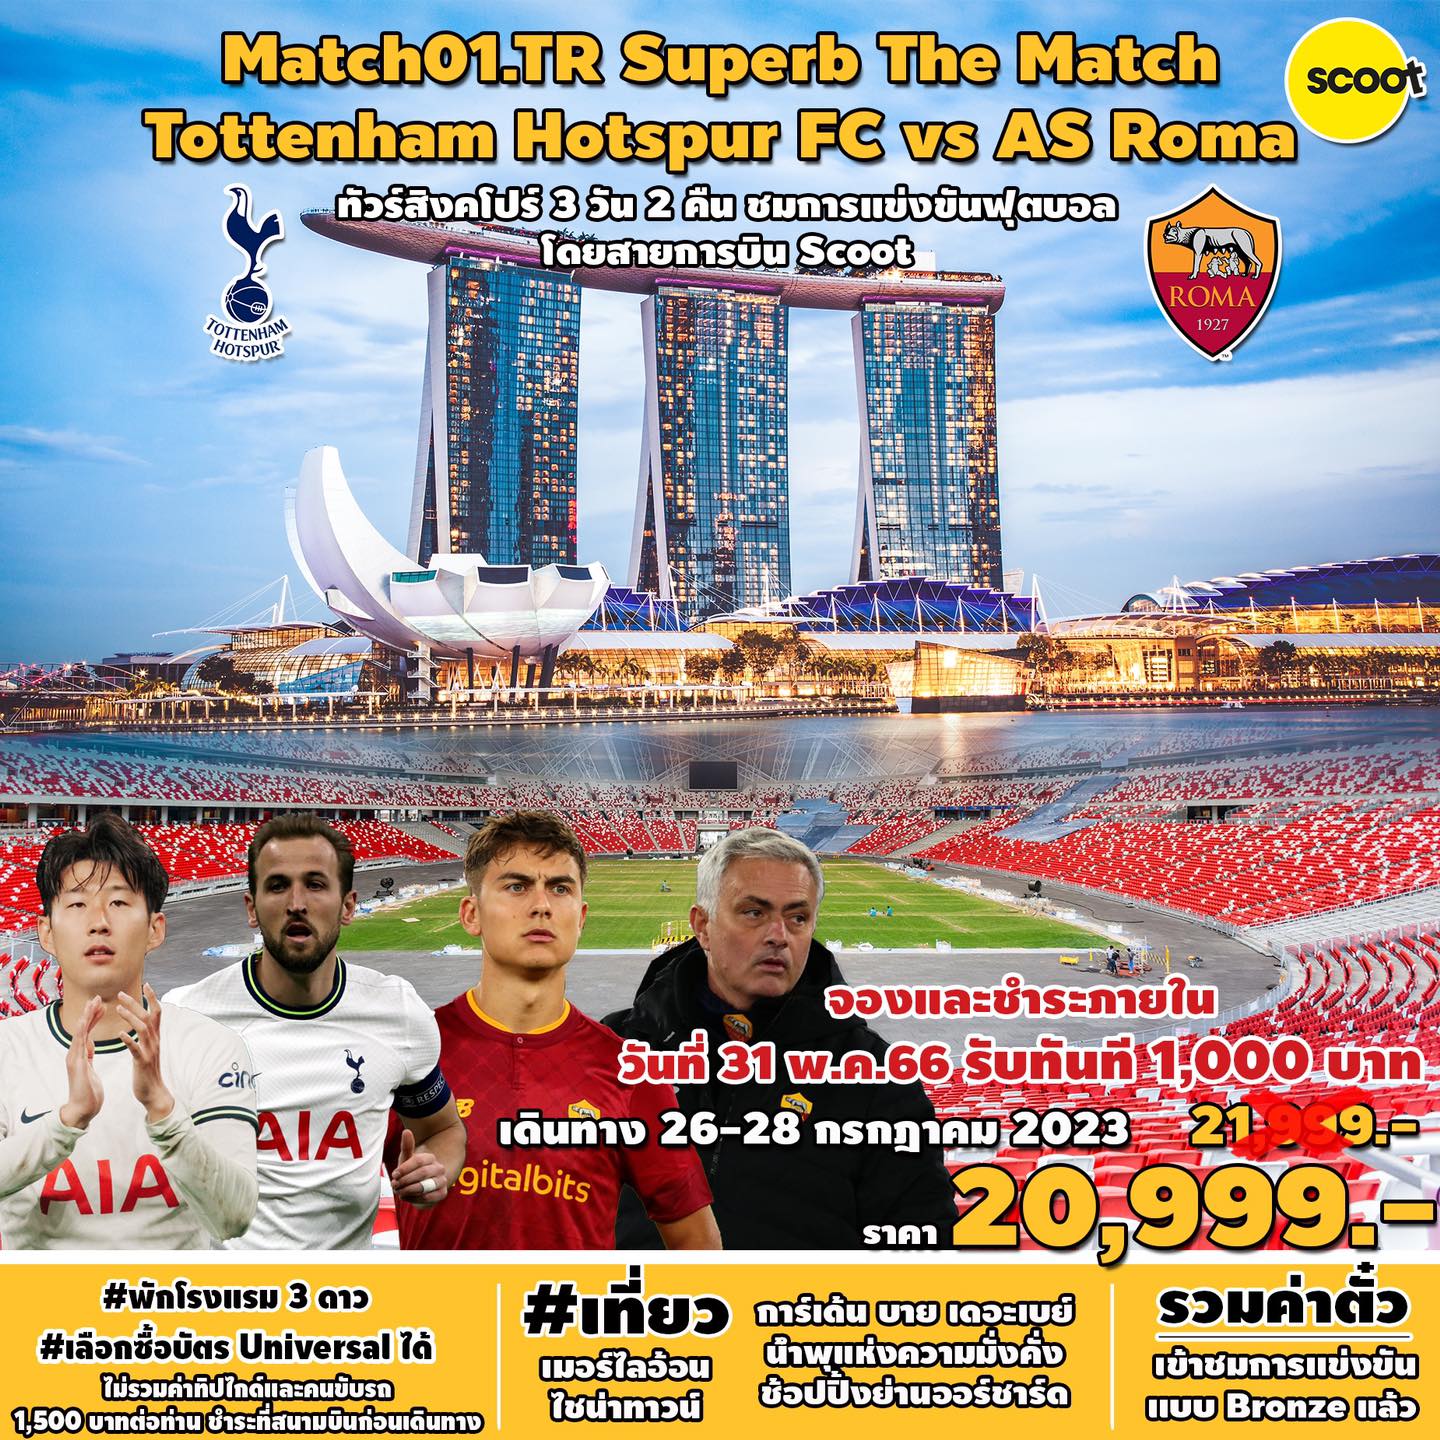 Match01.TR Superb The Match
scoot
Tottenham Hotspur FC vs AS Roma
ทัวร์สิงคโปร์ 3 วัน 2 คืน ชมการแข่งขันฟุตบอล
โดยสายการบิน Scoot
TOTTENHAM
HOTSPUR
ROMA
1927
TM
cinc
AIA
AIA
RESPEC
gitalbits
จองและชำระภายใน
วันที่ 31 พ.ค.66 รับทันที 1,000 บาท
เดินทาง 26-28 กรกฎาคม 2023
21,999.-
ราคา 20,999.-
#พักโรงแรม 3 ดาว
#เลือกซื้อบัตร Universal ได้
ไม่รวมค่าทิปไกด์และคนขับรถ
1,500 บาทต่อท่าน ชำระที่สนามบินก่อนเดินทาง
#เที่ยว
เมอร์ไลอ้อน
ไชน่าทาวน์
การ์เด้น บาย เดอะเบย์
น้ำพุแห่งความมั่งคั่ง
ช้อปปิ้งย่านออร์ชาร์ด
รวมค่าตั๋ว
เข้าชมการแข่งขัน
แบบ Bronze แล้ว